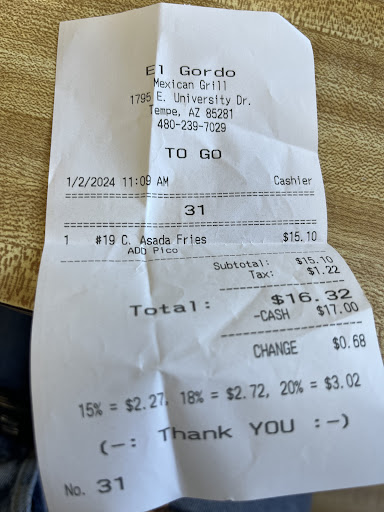 El Gordo
Mexican Grill
1795 E. University Dr.
Tempe, AZ 85281
480-239-7029
TO GO
1/2/2024 11:09 AM Cashier
31
1 #19 C. Asada Fries $15.10
ADD Pico
Subtotal: $15.10
Tax: $1.22
Total: $16.32
-CASH $17.00
CHANGE $0.68
15% = $2.27, 18% = $2.72, 20% = $3.02
(-: Thank YOU :-)
No. 31